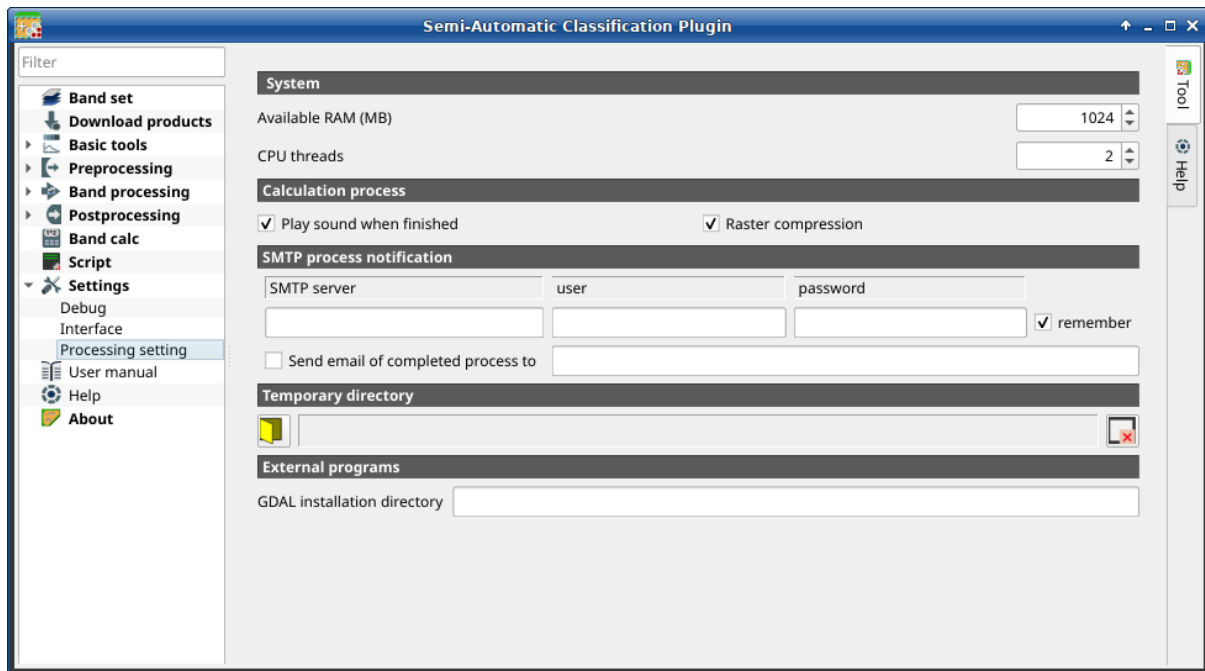 Semi-Automatic Classification Plugin
Filter
Band set
Download products
Basic tools
Preprocessing
Band processing
Postprocessing
Band calc
Script
Settings
Debug
Interface
Processing setting
User manual
Help
About
System
Available RAM (MB) 1024
CPU threads 2
Calculation process
Play sound when finished Raster compression
SMTP process notification
SMTP server user password
remember
Send email of completed process to
Temporary directory
External programs
GDAL installation directory
Tool
Help